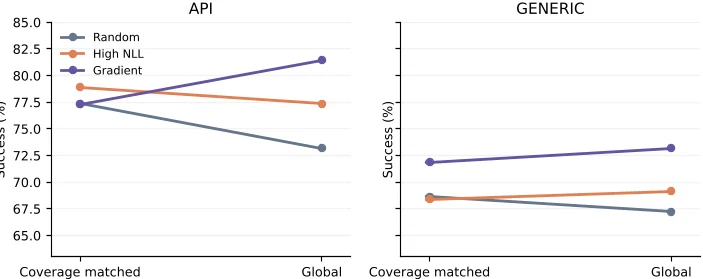 API
GENERIC
85.0
82.5
80.0
77.5
75.0
72.5
70.0
67.5
65.0
Success (%)
Random
High NLL
Gradient
Coverage matched
Global
Success (%)
Coverage matched
Global